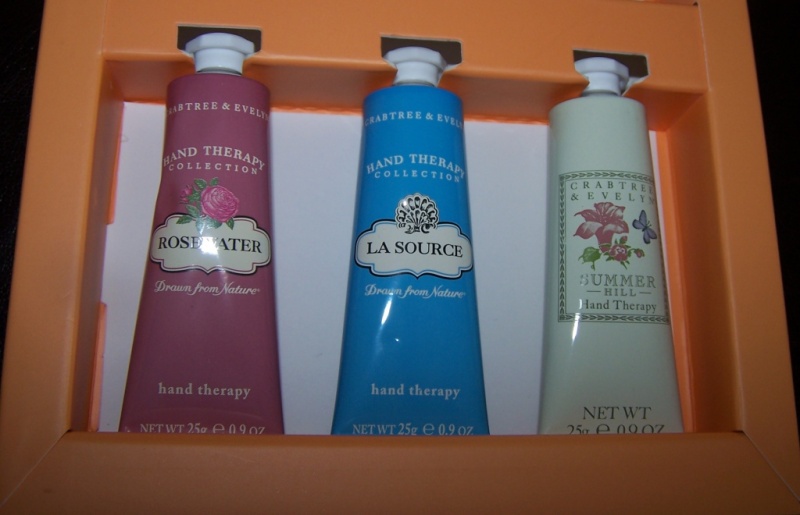 CRABTREE & EVELYN
HAND THERAPY
COLLECTION
ROSEWATER
Drawn from Nature™
hand therapy
NET WT 25g e 0.9 OZ
CRABTREE & EVELYN
HAND THERAPY
COLLECTION
LA SOURCE
Drawn from Nature™
hand therapy
NET WT 25g e 0.9 OZ
CRABTREE
& EVELYN
SUMMER
HILL
Hand Therapy
NET WT
25g e 0.9 OZ